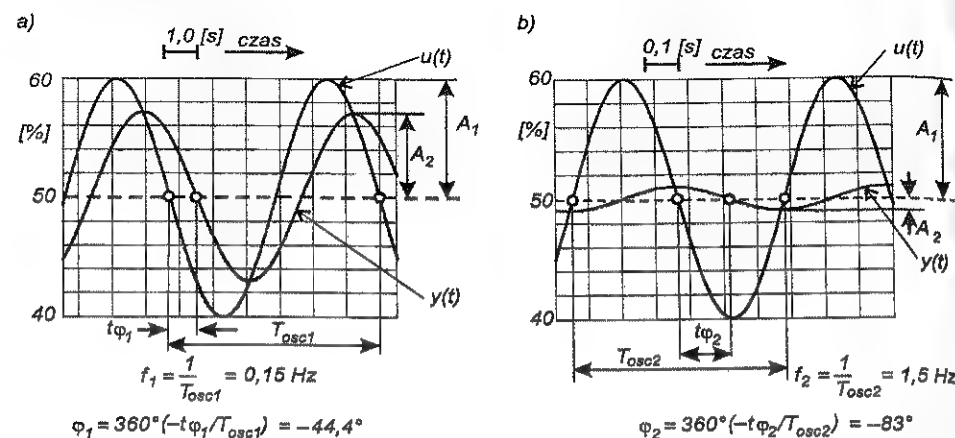 a)
1,0 [s] czas
u(t)
60
[%]
50
40
A₁
A₂
y(t)
tφ₁
Tosc1
f₁ = 1/Tosc1 = 0,15 Hz
φ₁ = 360°(−tφ₁/Tosc1) = −44,4°
b)
0,1 [s] czas
u(t)
60
[%]
50
40
A₁
A₂
y(t)
tφ₂
Tosc2
f₂ = 1/Tosc2 = 1,5 Hz
φ₂ = 360°(−tφ₂/Tosc2) = −83°